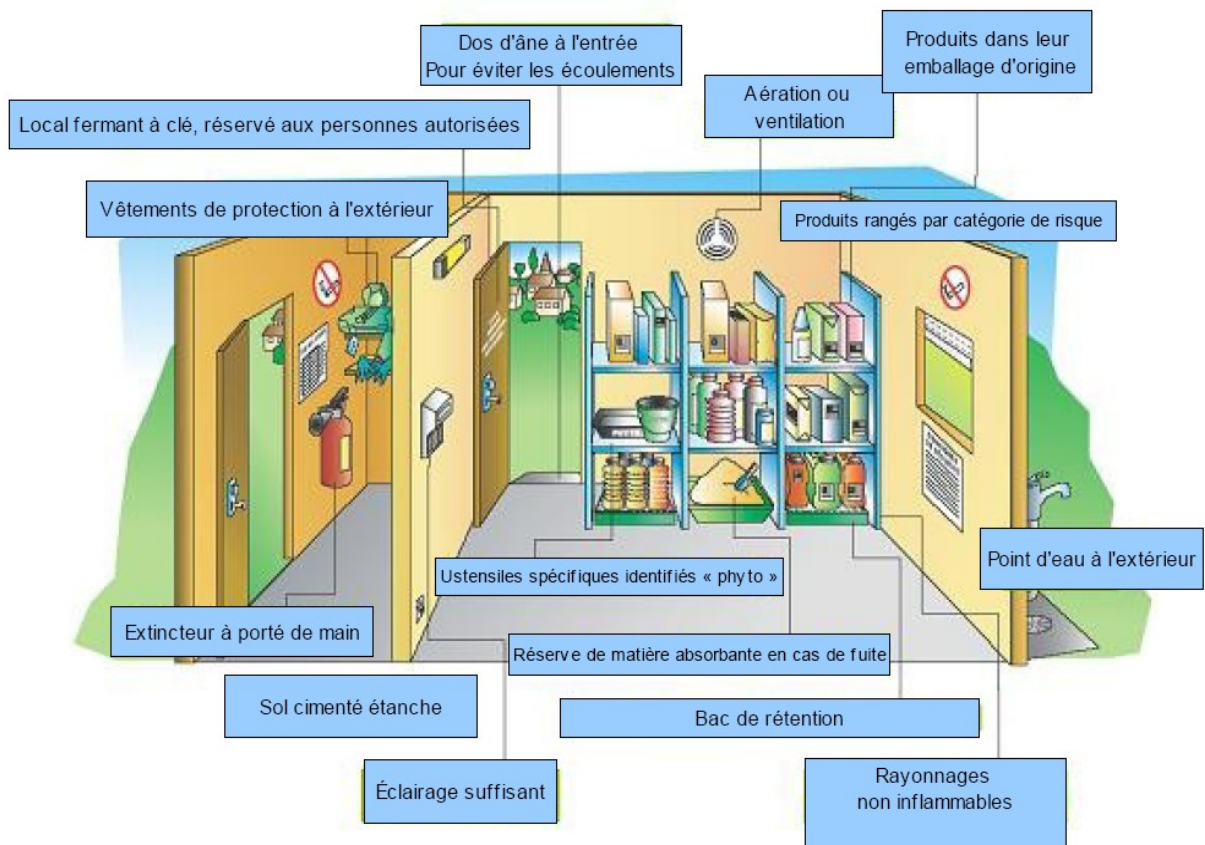 Dos d'âne à l'entrée
Pour éviter les écoulements
Produits dans leur
emballage d'origine
Aération ou
ventilation
Local fermant à clé, réservé aux personnes autorisées
Vêtements de protection à l'extérieur
Produits rangés par catégorie de risque
Point d'eau à l'extérieur
Ustensiles spécifiques identifiés « phyto »
Extincteur à porté de main
Réserve de matière absorbante en cas de fuite
Sol cimenté étanche
Bac de rétention
Éclairage suffisant
Rayonnages
non inflammables